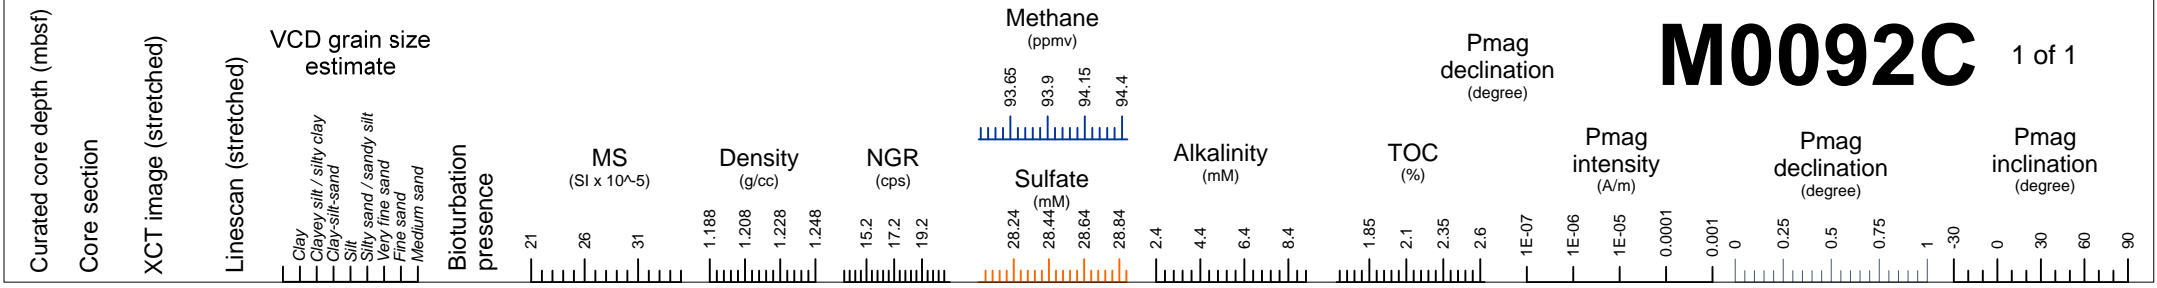 Curated core depth (mbsf)
Core section
XCT image (stretched)
Linescan (stretched)
VCD grain size
estimate
Clay
Clayey silt / silty clay
Clay-silt-sand
Silt
Silty sand / sandy silt
Very fine sand
Fine sand
Medium sand
Bioturbation
presence
MS
(SI x 10^-5)
21 26 31
Density
(g/cc)
1.188 1.208 1.228 1.248
NGR
(cps)
15.2 17.2 19.2
Methane
(ppmv)
93.65 93.9 94.15 94.4
Sulfate
(mM)
28.24 28.44 28.64 28.84
Alkalinity
(mM)
2.4 4.4 6.4 8.4
TOC
(%)
1.85 2.1 2.35 2.6
Pmag
declination
(degree)
M0092C 1 of 1
Pmag
intensity
(A/m)
1E-07 1E-06 1E-05 0.0001 0.001
Pmag
declination
(degree)
0 0.25 0.5 0.75 1
Pmag
inclination
(degree)
-30 0 30 60 90